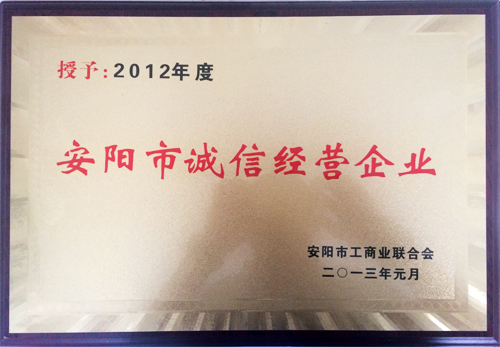 授予:2012年度
安阳市诚信经营企业
安阳市工商业联合会
二〇一三年元月